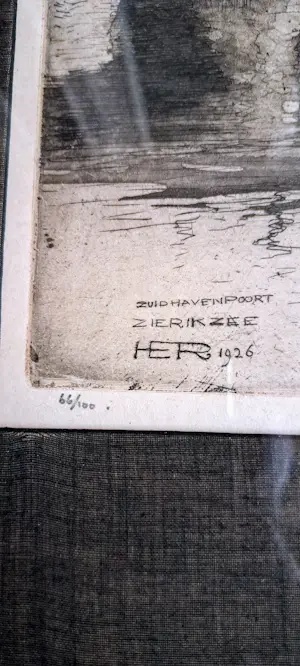 ZUIDHAVENPOORT
ZIERIKZEE
HER 1926
66/100.